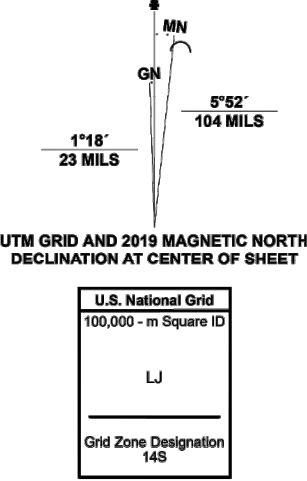 MN
GN
5°52´
104 MILS
1°18´
23 MILS
UTM GRID AND 2019 MAGNETIC NORTH
DECLINATION AT CENTER OF SHEET
U.S. National Grid
100,000 - m Square ID
LJ
Grid Zone Designation
14S